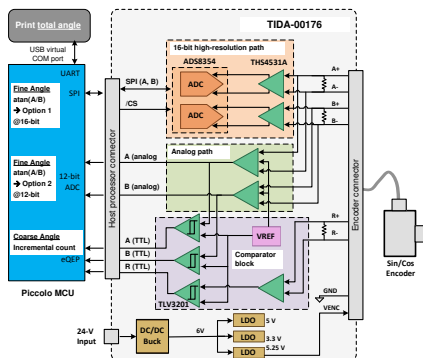 Print total angle
TIDA-00176
USB virtual
COM port
16-bit high-resolution path
ADS8354
THS4531A
UART
SPI
SPI (A, B)
/CS
ADC
ADC
A+
A-
B+
B-
Fine Angle
atan(A/B)
➔ Option 1
@16-bit
Host processor connector
Encoder connector
Analog path
A (analog
B (analog)
Fine Angle
atan(A/B)
➔ Option 2
@12-bit
12-bit
ADC
R+
R-
VREF
Comparator
block
Coarse Angle
Incremental count
eQEP
A (TTL)
B (TTL)
R (TTL)
TLV3201
Piccolo MCU
Sin/Cos
Encoder
GND
VENC
24-V
Input
DC/DC
Buck
6V
LDO
5 V
LDO
3.3 V
LDO
5.25 V